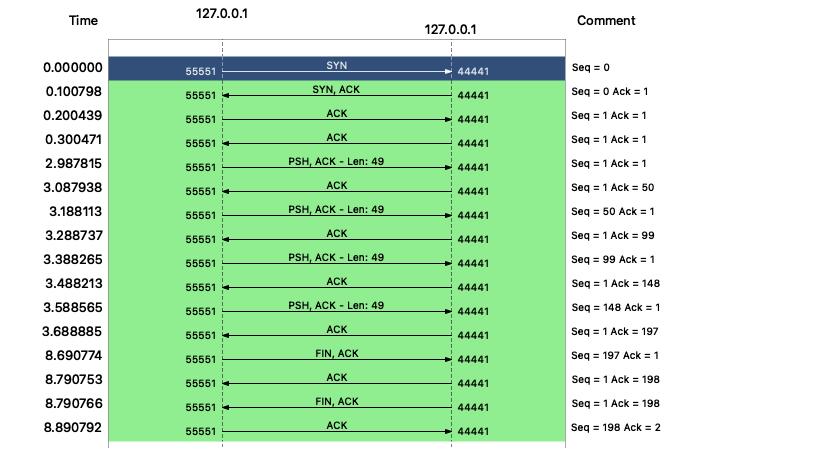 127.0.0.1
Time 127.0.0.1 Comment
0.000000 55551 SYN 44441 Seq = 0
0.100798 55551 SYN, ACK 44441 Seq = 0 Ack = 1
0.200439 55551 ACK 44441 Seq = 1 Ack = 1
0.300471 55551 ACK 44441 Seq = 1 Ack = 1
2.987815 55551 PSH, ACK - Len: 49 44441 Seq = 1 Ack = 1
3.087938 55551 ACK 44441 Seq = 1 Ack = 50
3.188113 55551 PSH, ACK - Len: 49 44441 Seq = 50 Ack = 1
3.288737 55551 ACK 44441 Seq = 1 Ack = 99
3.388265 55551 PSH, ACK - Len: 49 44441 Seq = 99 Ack = 1
3.488213 55551 ACK 44441 Seq = 1 Ack = 148
3.588565 55551 PSH, ACK - Len: 49 44441 Seq = 148 Ack = 1
3.688885 55551 ACK 44441 Seq = 1 Ack = 197
8.690774 55551 FIN, ACK 44441 Seq = 197 Ack = 1
8.790753 55551 ACK 44441 Seq = 1 Ack = 198
8.790766 55551 FIN, ACK 44441 Seq = 1 Ack = 198
8.890792 55551 ACK 44441 Seq = 198 Ack = 2